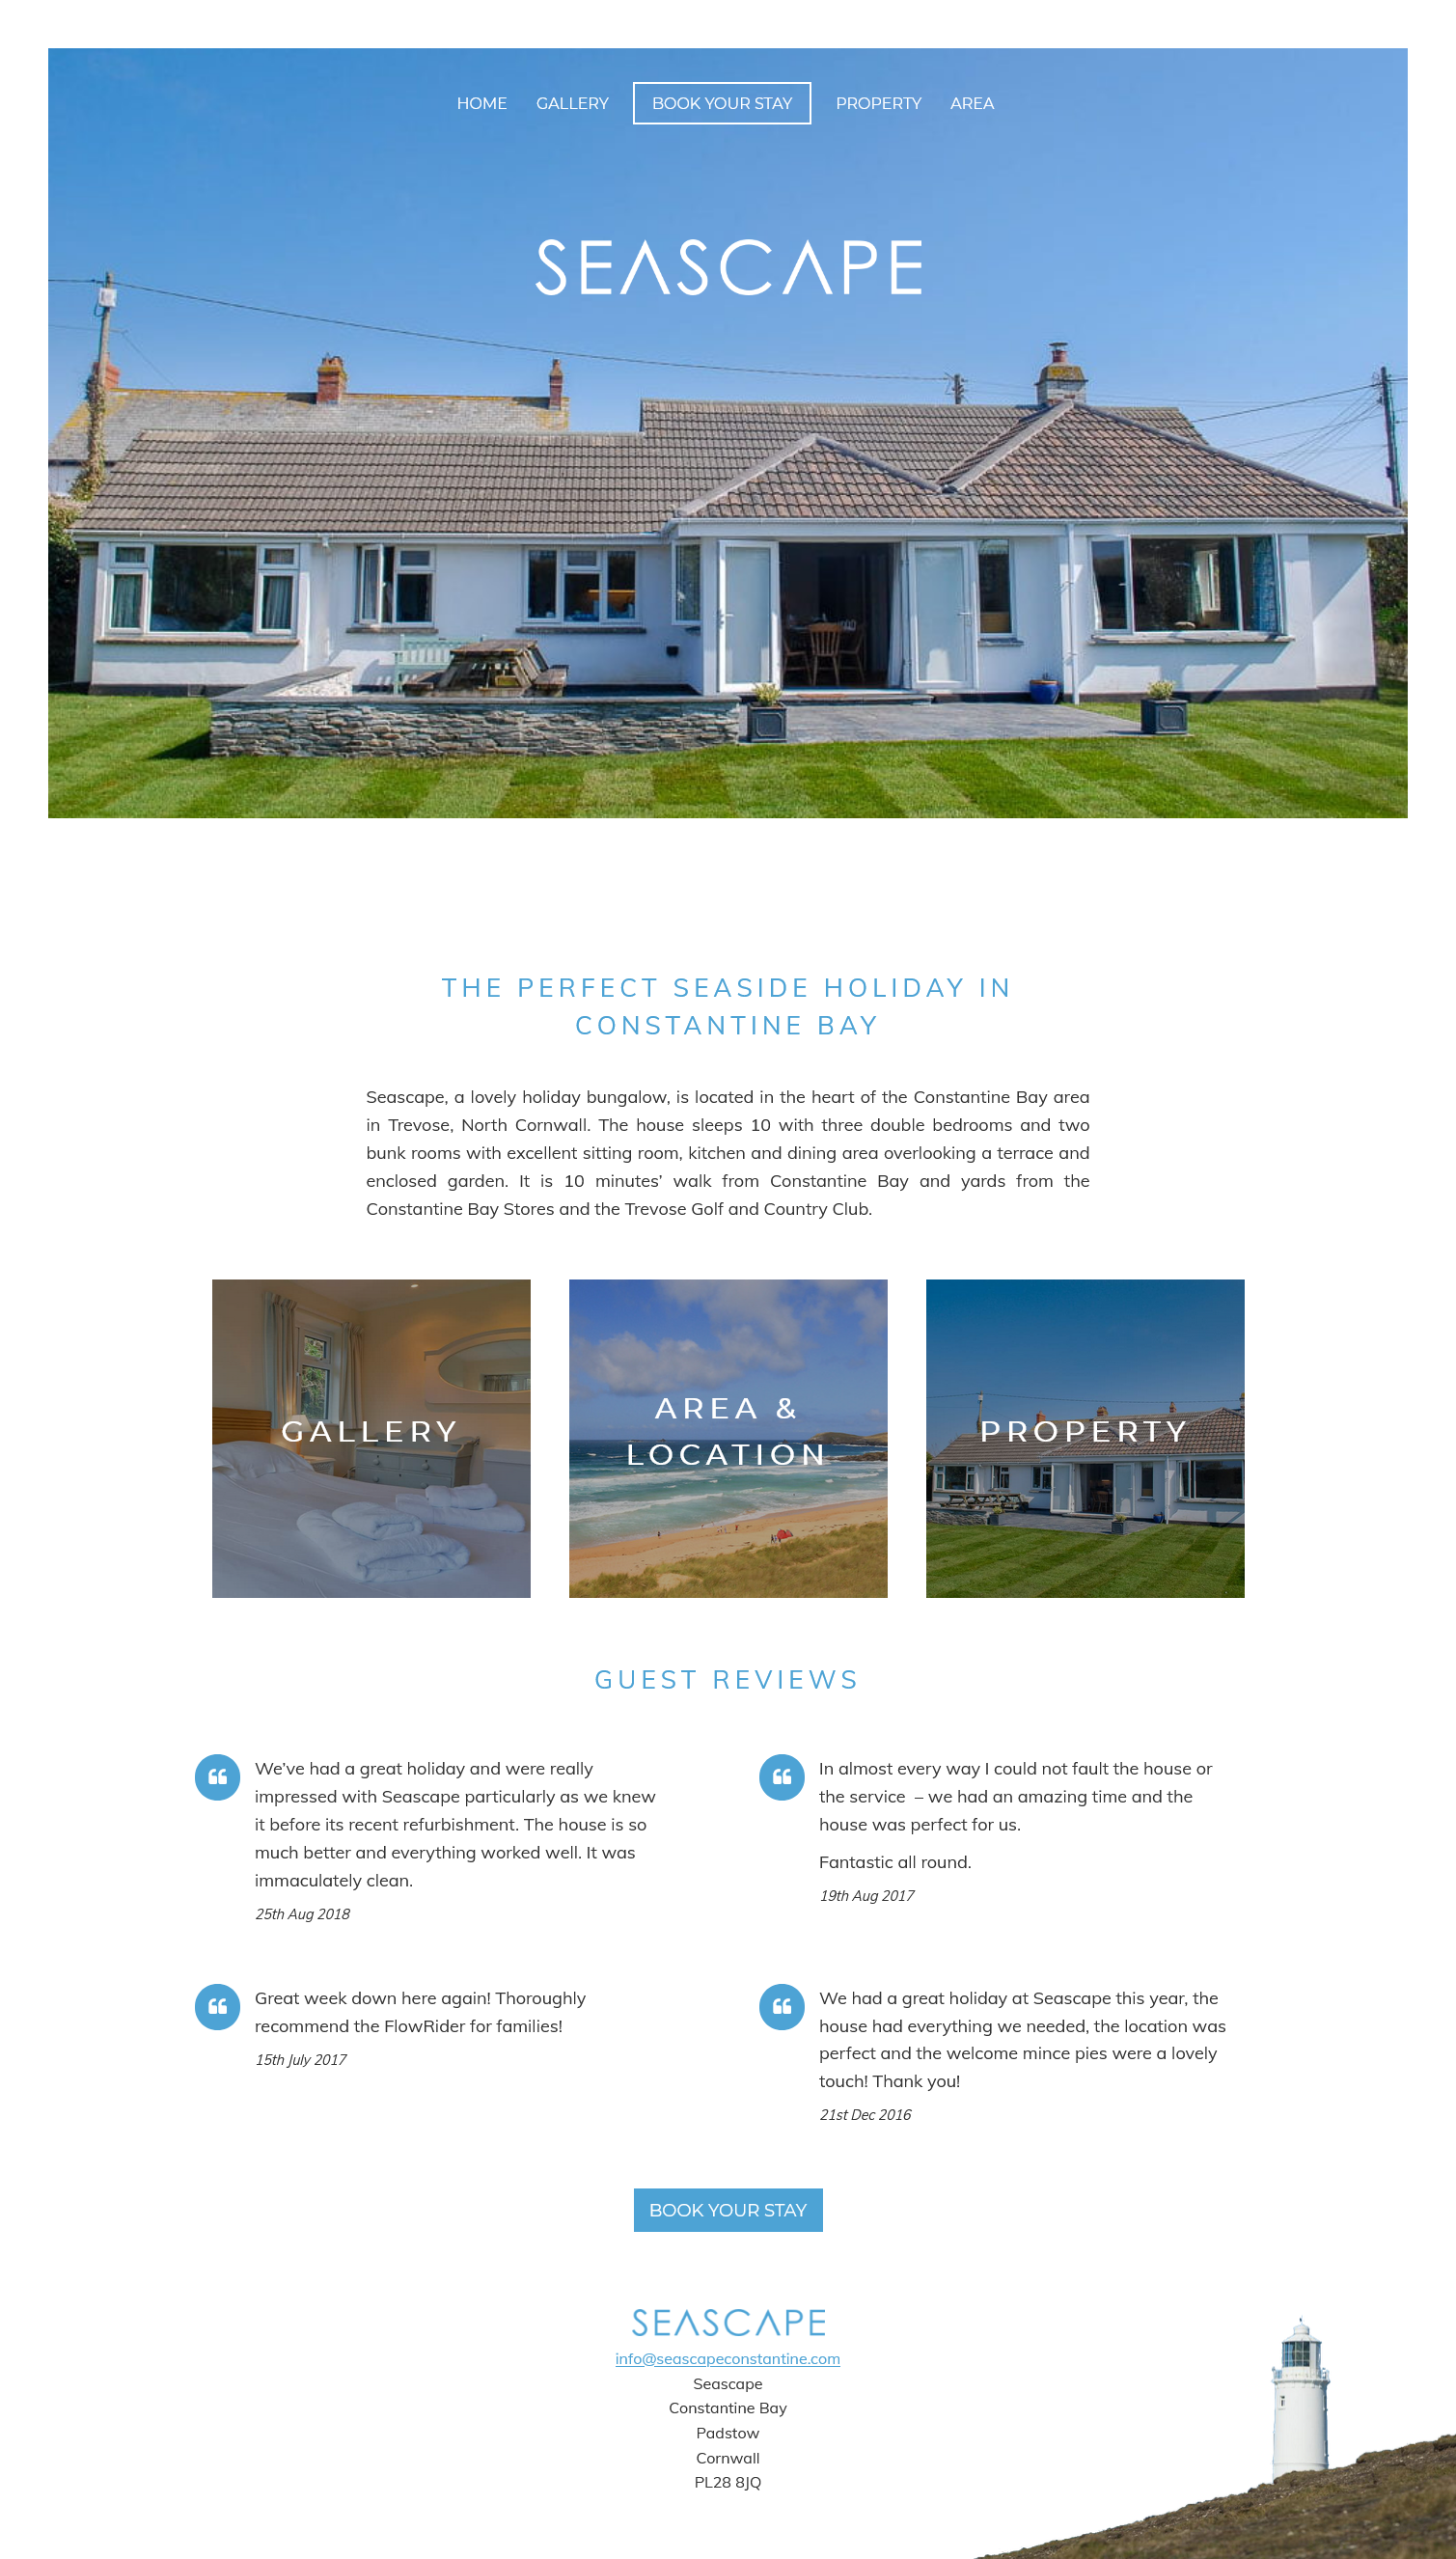 HOME GALLERY BOOK YOUR STAY PROPERTY AREA
SEASCAPE
THE PERFECT SEASIDE HOLIDAY IN
CONSTANTINE BAY
Seascape, a lovely holiday bungalow, is located in the heart of the Constantine Bay area
in Trevose, North Cornwall. The house sleeps 10 with three double bedrooms and two
bunk rooms with excellent sitting room, kitchen and dining area overlooking a terrace and
enclosed garden. It is 10 minutes’ walk from Constantine Bay and yards from the
Constantine Bay Stores and the Trevose Golf and Country Club.
GALLERY
AREA &
LOCATION
PROPERTY
GUEST REVIEWS
We’ve had a great holiday and were really
impressed with Seascape particularly as we knew
it before its recent refurbishment. The house is so
much better and everything worked well. It was
immaculately clean.
25th Aug 2018
In almost every way I could not fault the house or
the service – we had an amazing time and the
house was perfect for us.
Fantastic all round.
19th Aug 2017
Great week down here again! Thoroughly
recommend the FlowRider for families!
15th July 2017
We had a great holiday at Seascape this year, the
house had everything we needed, the location was
perfect and the welcome mince pies were a lovely
touch! Thank you!
21st Dec 2016
BOOK YOUR STAY
SEASCAPE
info@seascapeconstantine.com
Seascape
Constantine Bay
Padstow
Cornwall
PL28 8JQ